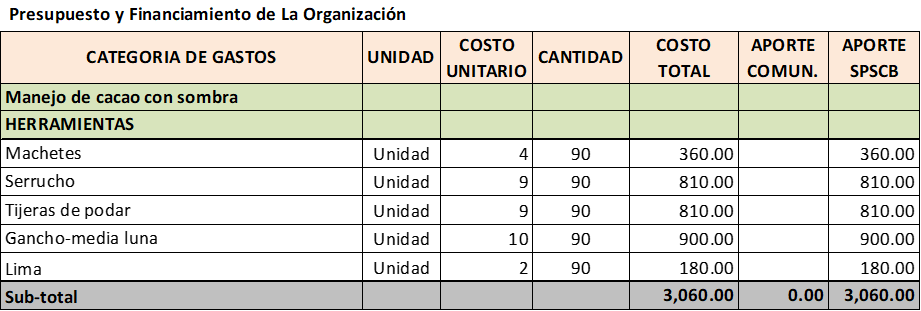 Presupuesto y Financiamiento de La Organización
CATEGORIA DE GASTOS UNIDAD COSTO UNITARIO CANTIDAD COSTO TOTAL APORTE COMUN. APORTE SPSCB
Manejo de cacao con sombra
HERRAMIENTAS
Machetes Unidad 4 90 360.00 360.00
Serrucho Unidad 9 90 810.00 810.00
Tijeras de podar Unidad 9 90 810.00 810.00
Gancho-media luna Unidad 10 90 900.00 900.00
Lima Unidad 2 90 180.00 180.00
Sub-total 3,060.00 0.00 3,060.00